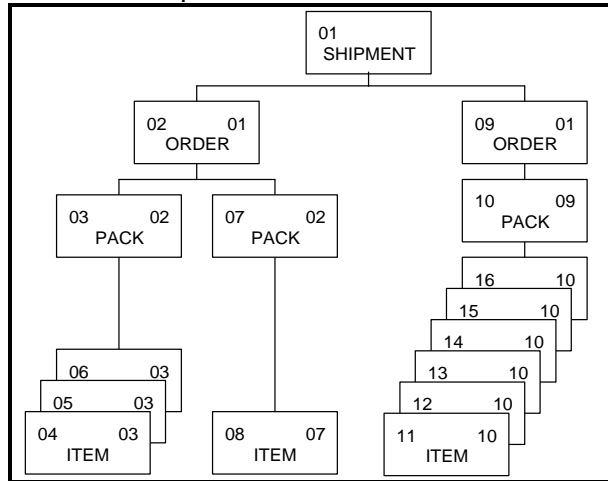 01
SHIPMENT
02 01
ORDER
09 01
ORDER
03 02
PACK
07 02
PACK
10 09
PACK
16 10
15 10
14 10
13 10
12 10
11 10
ITEM
06 03
05 03
04 03
ITEM
08 07
ITEM